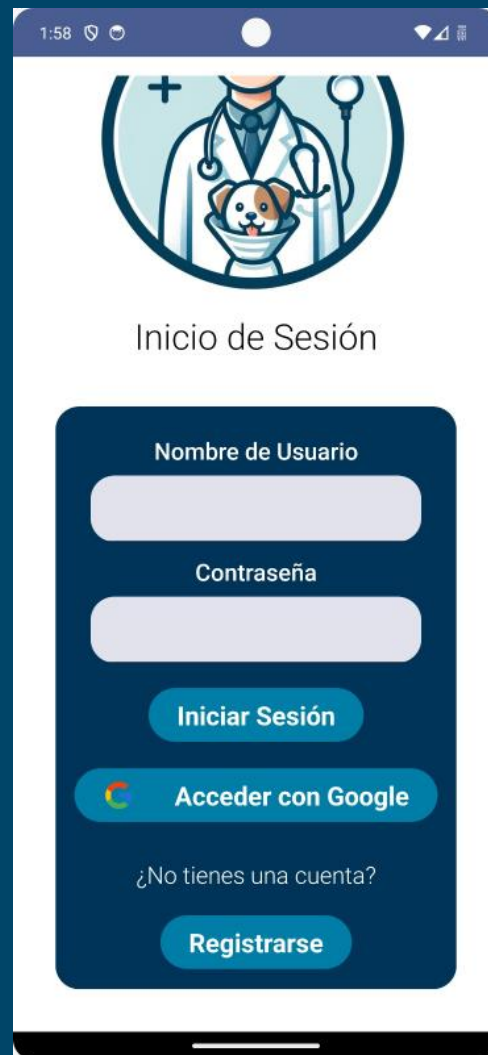 1:58
Inicio de Sesión
Nombre de Usuario
Contraseña
Iniciar Sesión
Acceder con Google
¿No tienes una cuenta?
Registrarse